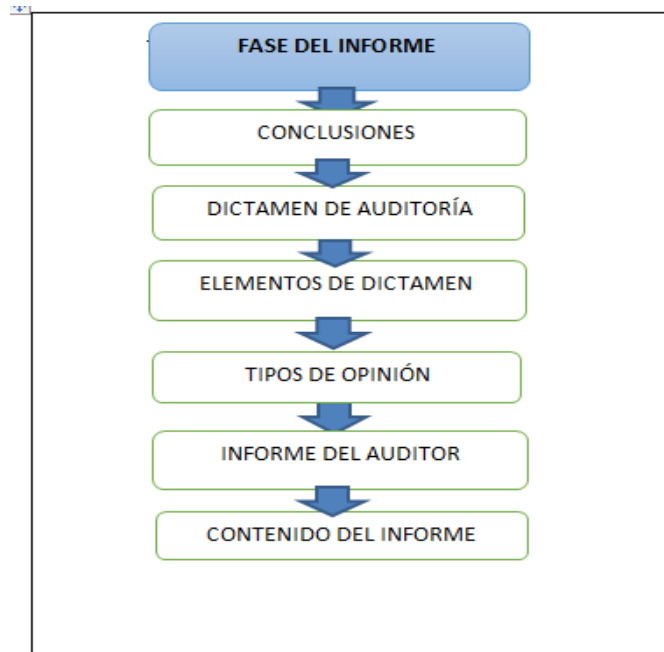 FASE DEL INFORME
CONCLUSIONES
DICTAMEN DE AUDITORÍA
ELEMENTOS DE DICTAMEN
TIPOS DE OPINIÓN
INFORME DEL AUDITOR
CONTENIDO DEL INFORME